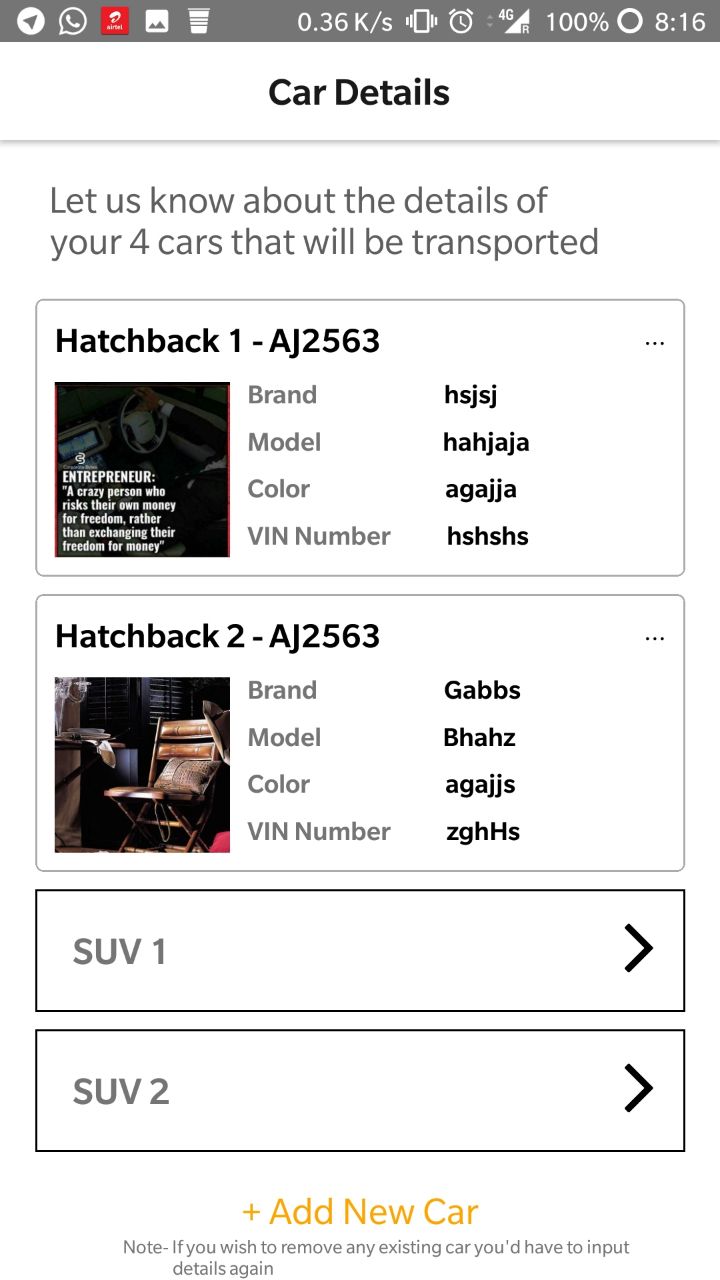 0.36 K/s 4G R 100% 8:16
airtel
Car Details
Let us know about the details of
your 4 cars that will be transported
Hatchback 1 - AJ2563 ...
Brand hsjsj
Model hahjaja
Color agajja
VIN Number hshshs
ENTREPRENEUR:
"A crazy person who
risks their own money
for freedom, rather
than exchanging their
freedom for money"
Hatchback 2 - AJ2563 ...
Brand Gabbs
Model Bhahz
Color agajjs
VIN Number zghHs
SUV 1
SUV 2
+ Add New Car
Note- If you wish to remove any existing car you'd have to input
details again